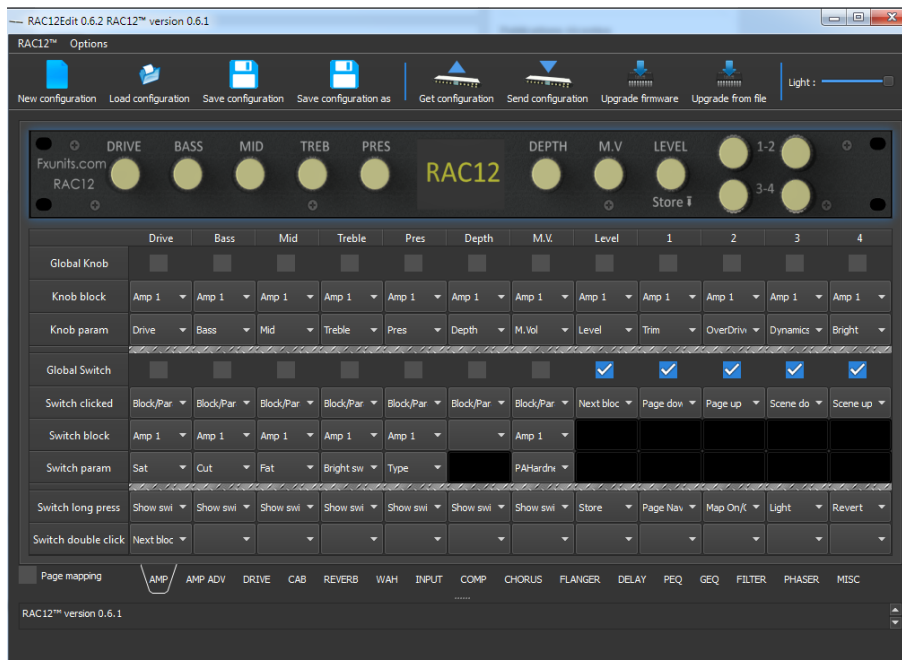 RAC12Edit 0.6.2 RAC12™ version 0.6.1
RAC12™ Options
New configuration Load configuration Save configuration Save configuration as Get configuration Send configuration Upgrade firmware Upgrade from file Light :
DRIVE BASS MID TREB PRES DEPTH M.V LEVEL 1-2
Fxunits.com
RAC12
RAC12
3-4
Store
Drive Bass Mid Treble Pres Depth M.V. Level 1 2 3 4
Global Knob
Knob block Amp 1 Amp 1 Amp 1 Amp 1 Amp 1 Amp 1 Amp 1 Amp 1 Amp 1 Amp 1 Amp 1 Amp 1
Knob param Drive Bass Mid Treble Pres Depth M.Vol Level Trim OverDriv Dynamics Bright
Global Switch
Switch clicked Block/Par Block/Par Block/Par Block/Par Block/Par Block/Par Block/Par Next bloc Page dov Page up Scene do Scene up
Switch block Amp 1 Amp 1 Amp 1 Amp 1 Amp 1 Amp 1
Switch param Sat Cut Fat Bright sw Type PAHardne
Switch long press Show swi Show swi Show swi Show swi Show swi Show swi Show swi Store Page Nav Map On/( Light Revert
Switch double click Next bloc
Page mapping AMP AMP ADV DRIVE CAB REVERB WAH INPUT COMP CHORUS FLANGER DELAY PEQ GEQ FILTER PHASER MISC
RAC12™ version 0.6.1